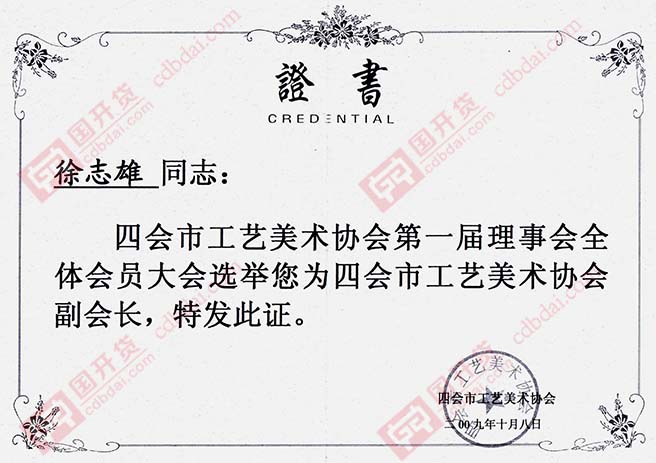 證書
CREDENTIAL
徐志雄 同志：
四会市工艺美术协会第一届理事会全
体会员大会选举您为四会市工艺美术协会
副会长，特发此证。
四会市工艺美术协会
四会市工艺美术协会
二00九年十月八日
国开贷
cdbdai.com
国开贷
cdbdai.com
国开贷
cdbdai.com
国开贷
cdbdai.com
国开贷
cdbdai.com
国开贷
cdbdai.com
国开贷
cdbdai.com